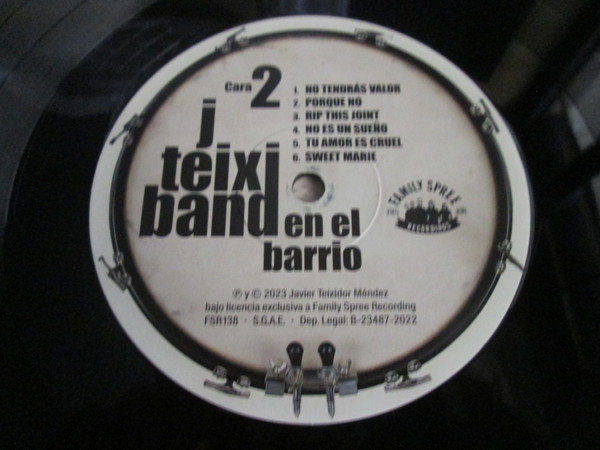 Cara 2
j
teixi
band en el
barrio
1. NO TENDRÁS VALOR
2. PORQUE NO
3. RIP THIS JOINT
4. NO ES UN SUEÑO
5. TU AMOR ES CRUEL
6. SWEET MARIE
FAMILY SPREE
RECORDINGS
℗ y © 2023 Javier Teixidor Méndez
bajo licencia exclusiva a Family Spree Recording
FSR138 · S.G.A.E. · Dep. Legal: B-23487-2022